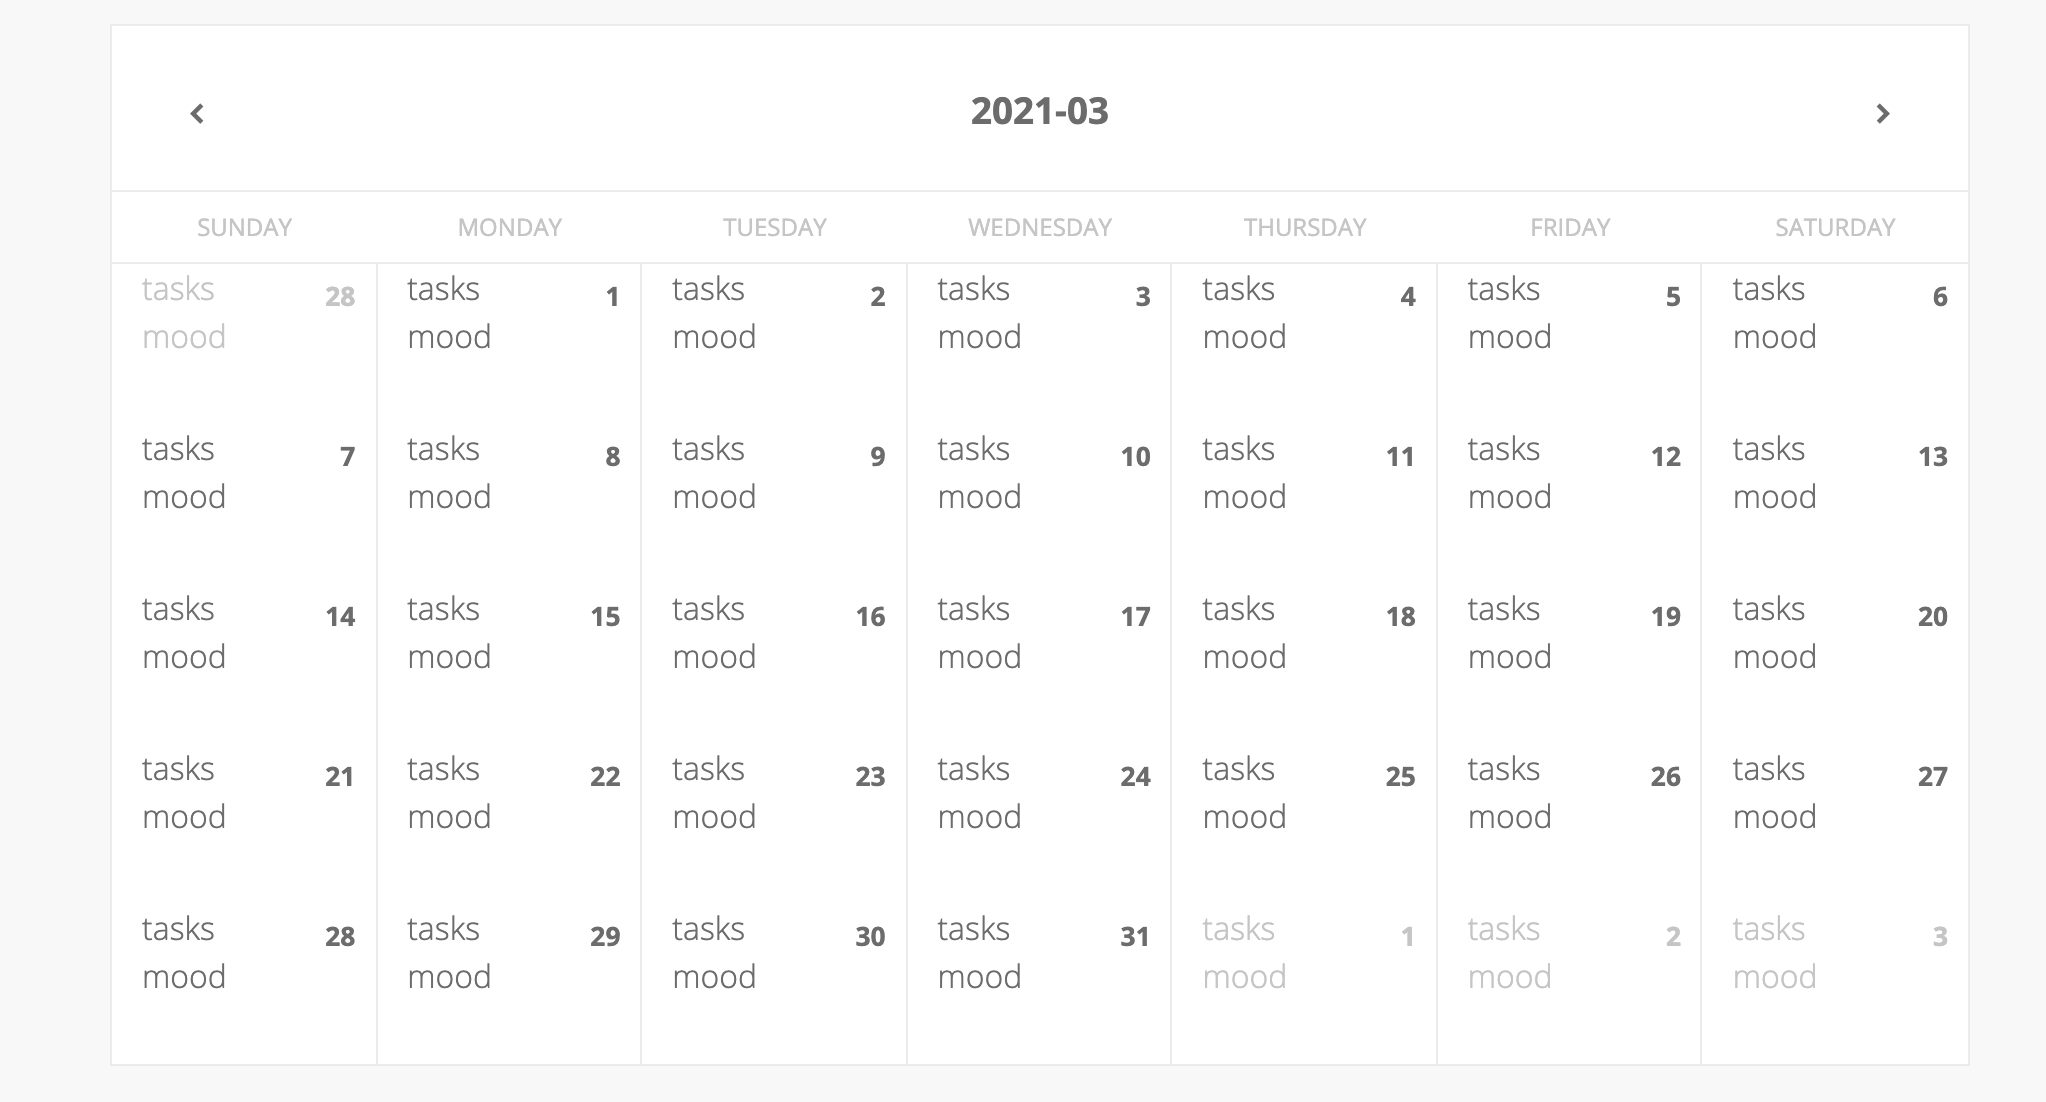 2021-03
SUNDAY MONDAY TUESDAY WEDNESDAY THURSDAY FRIDAY SATURDAY
tasks 28 tasks 1 tasks 2 tasks 3 tasks 4 tasks 5 tasks 6
mood mood mood mood mood mood mood
tasks 7 tasks 8 tasks 9 tasks 10 tasks 11 tasks 12 tasks 13
mood mood mood mood mood mood mood
tasks 14 tasks 15 tasks 16 tasks 17 tasks 18 tasks 19 tasks 20
mood mood mood mood mood mood mood
tasks 21 tasks 22 tasks 23 tasks 24 tasks 25 tasks 26 tasks 27
mood mood mood mood mood mood mood
tasks 28 tasks 29 tasks 30 tasks 31 tasks 1 tasks 2 tasks 3
mood mood mood mood mood mood mood